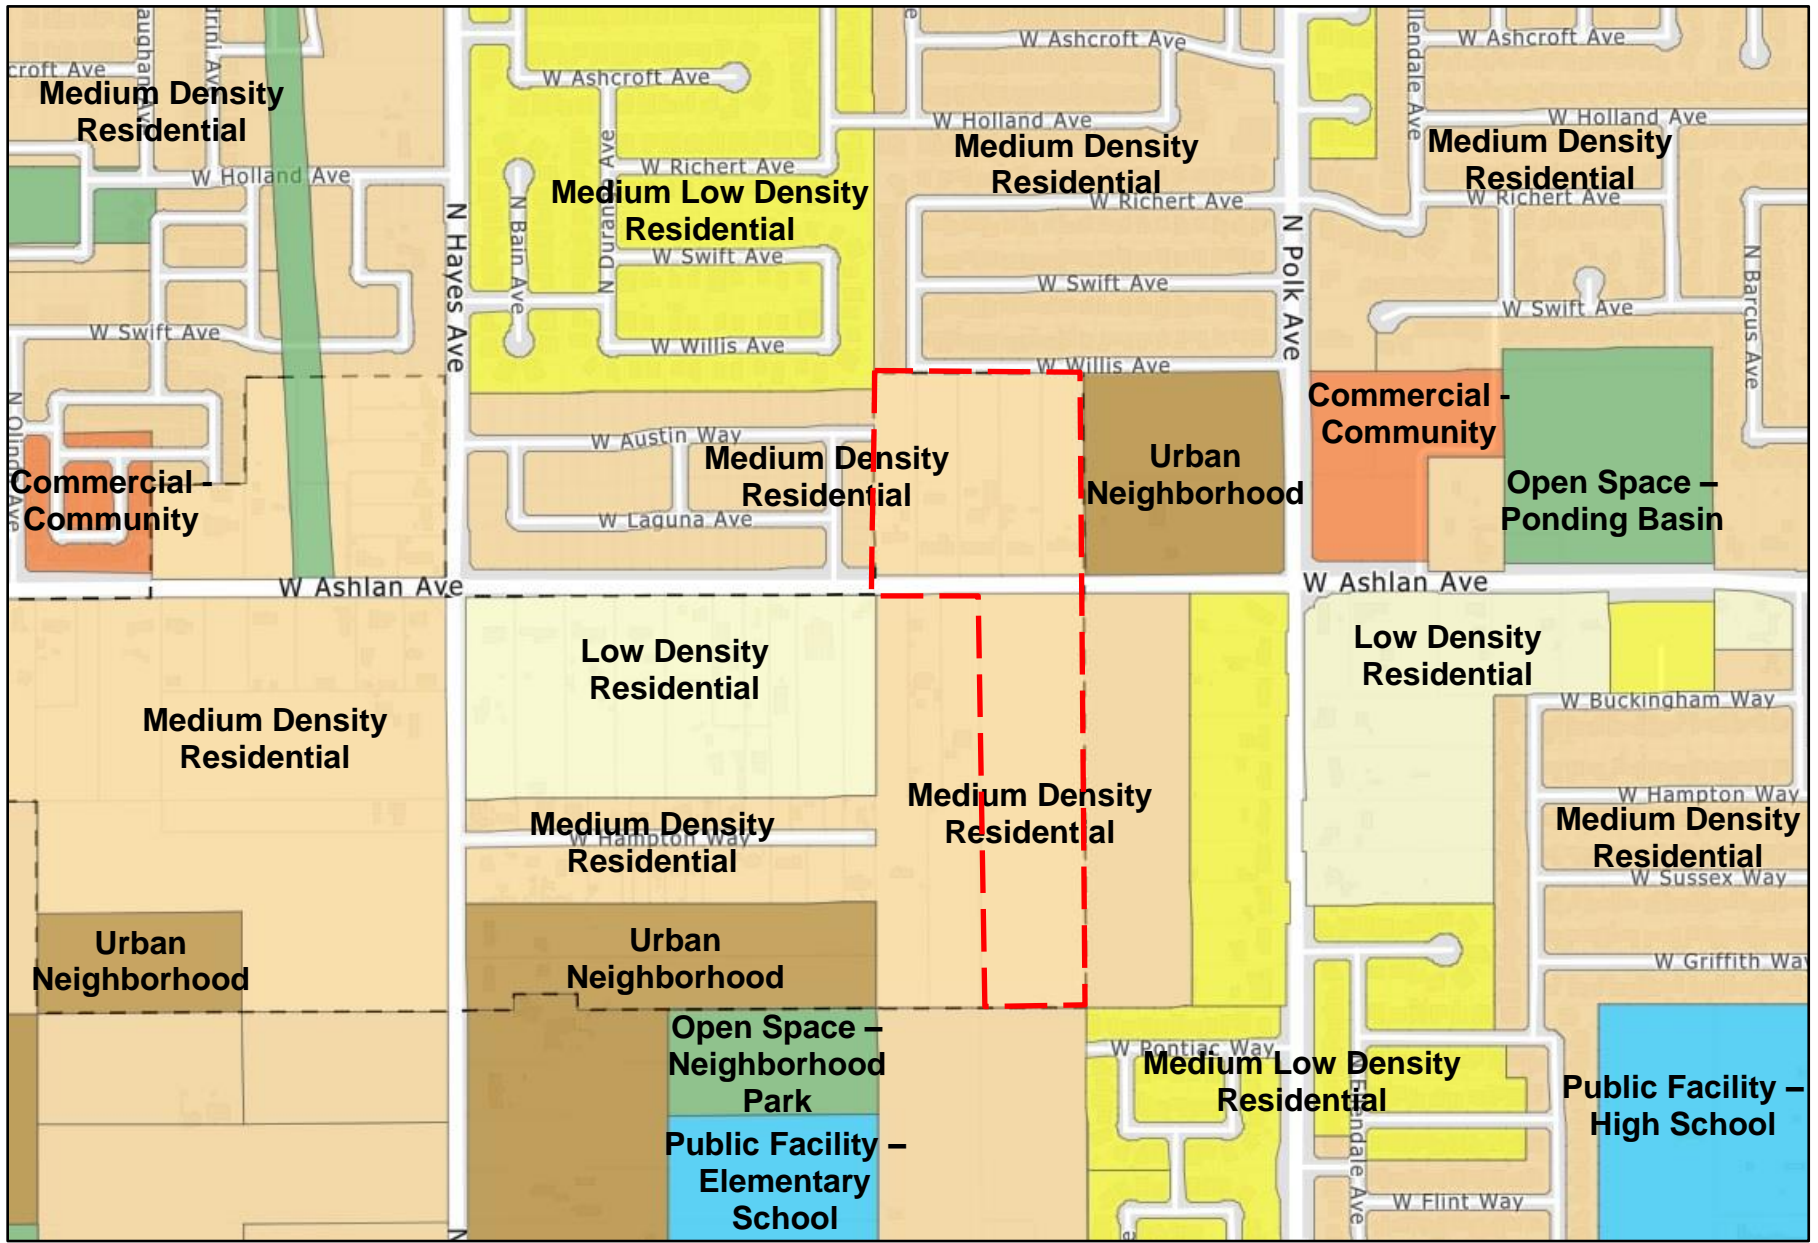 W Ashcroft Ave
W Ashcroft Ave
W Ashcroft Ave
croft Ave
Medium Density
Residential
W Holland Ave
W Holland Ave
W Holland Ave
Medium Density
Residential
Medium Density
Residential
W Richert Ave
Medium Low Density
Residential
W Richert Ave
W Richert Ave
N Hayes Ave
N Bain Ave
N Durant Ave
N Polk Ave
N Barcus Ave
llendale Ave
W Swift Ave
W Swift Ave
W Swift Ave
W Swift Ave
W Willis Ave
W Willis Ave
Commercial -
Community
W Austin Way
Medium Density
Residential
Urban
Neighborhood
Commercial -
Community
Open Space –
Ponding Basin
W Laguna Ave
W Ashlan Ave
W Ashlan Ave
Low Density
Residential
Low Density
Residential
Medium Density
Residential
W Buckingham Way
Medium Density
Residential
W Hampton Way
Medium Density
Residential
W Hampton Way
Medium Density
Residential
W Sussex Way
Urban
Neighborhood
Urban
Neighborhood
W Griffith Way
Open Space –
Neighborhood
Park
W Pontiac Way
Medium Low Density
Residential
Public Facility –
High School
Public Facility –
Elementary
School
W Flint Way
N